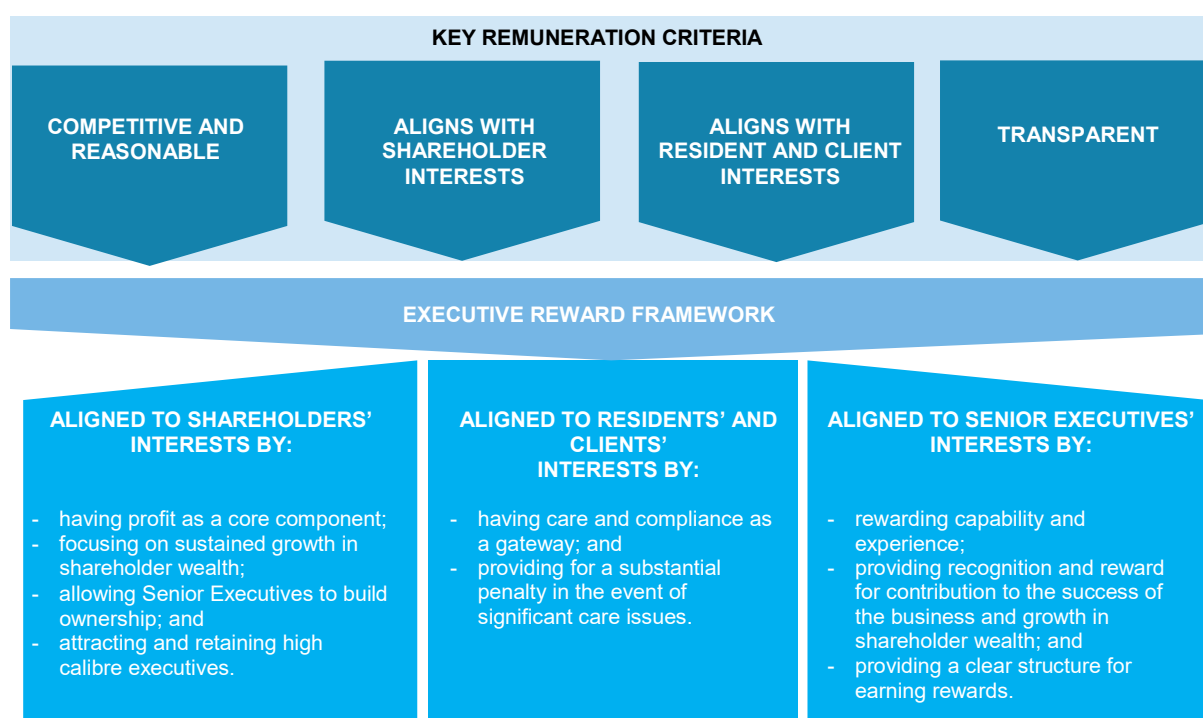 KEY REMUNERATION CRITERIA
COMPETITIVE AND
REASONABLE
ALIGNS WITH
SHAREHOLDER
INTERESTS
ALIGNS WITH
RESIDENT AND CLIENT
INTERESTS
TRANSPARENT
EXECUTIVE REWARD FRAMEWORK
ALIGNED TO SHAREHOLDERS’
INTERESTS BY:
- having profit as a core component;
- focusing on sustained growth in
shareholder wealth;
- allowing Senior Executives to build
ownership; and
- attracting and retaining high
calibre executives.
ALIGNED TO RESIDENTS’ AND
CLIENTS’
INTERESTS BY:
- having care and compliance as
a gateway; and
- providing for a substantial
penalty in the event of
significant care issues.
ALIGNED TO SENIOR EXECUTIVES’
INTERESTS BY:
- rewarding capability and
experience;
- providing recognition and reward
for contribution to the success of
the business and growth in
shareholder wealth; and
- providing a clear structure for
earning rewards.